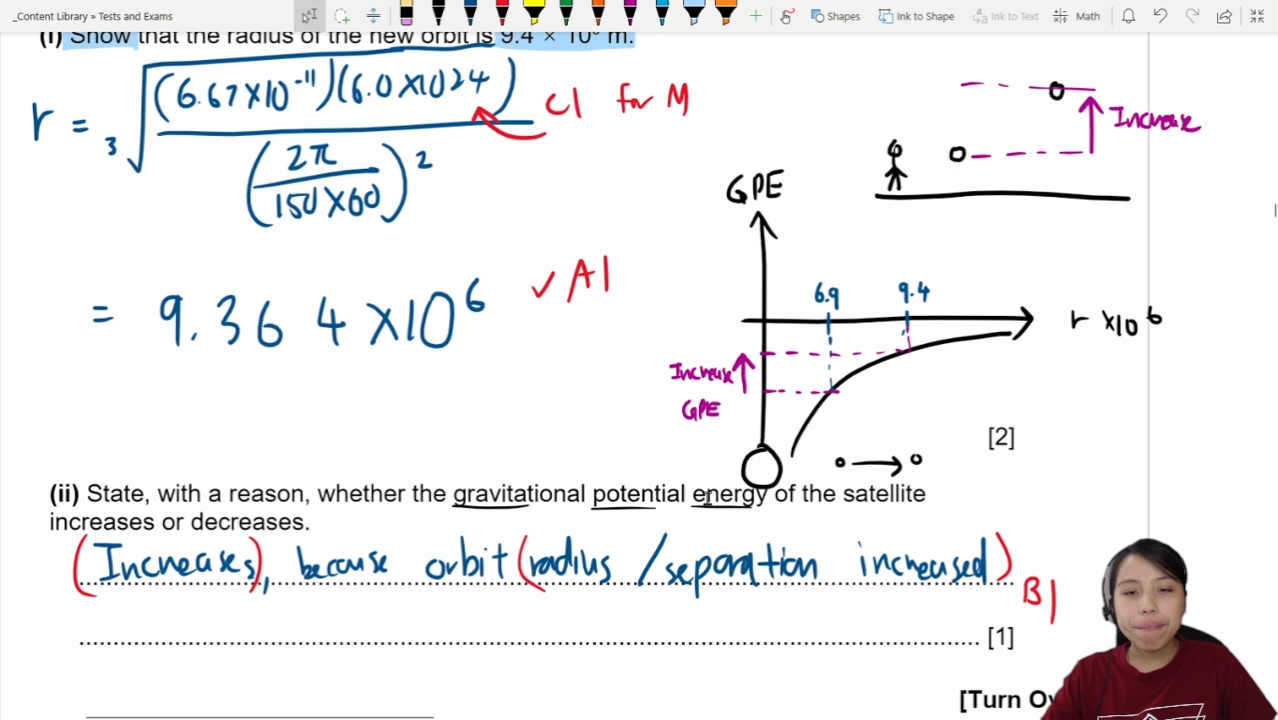 _Content Library » Tests and Exams
Shapes
Ink to Shape
Ink to Text
Math
(i) Show that the radius of the new orbit is 9.4 × 10⁶ m.
r = ³√ (6.67×10⁻¹¹)(6.0×10 24)
(2π / 150×60)²
C1 for M
= 9.364 ×10⁶
✓ A1
Increase
GPE
6.9
9.4
r ×10⁶
Increase
GPE
[2]
(ii) State, with a reason, whether the gravitational potential energy of the satellite
increases or decreases.
(Increases), because orbit (radius / separation increased)
B1
[1]
[Turn Ov